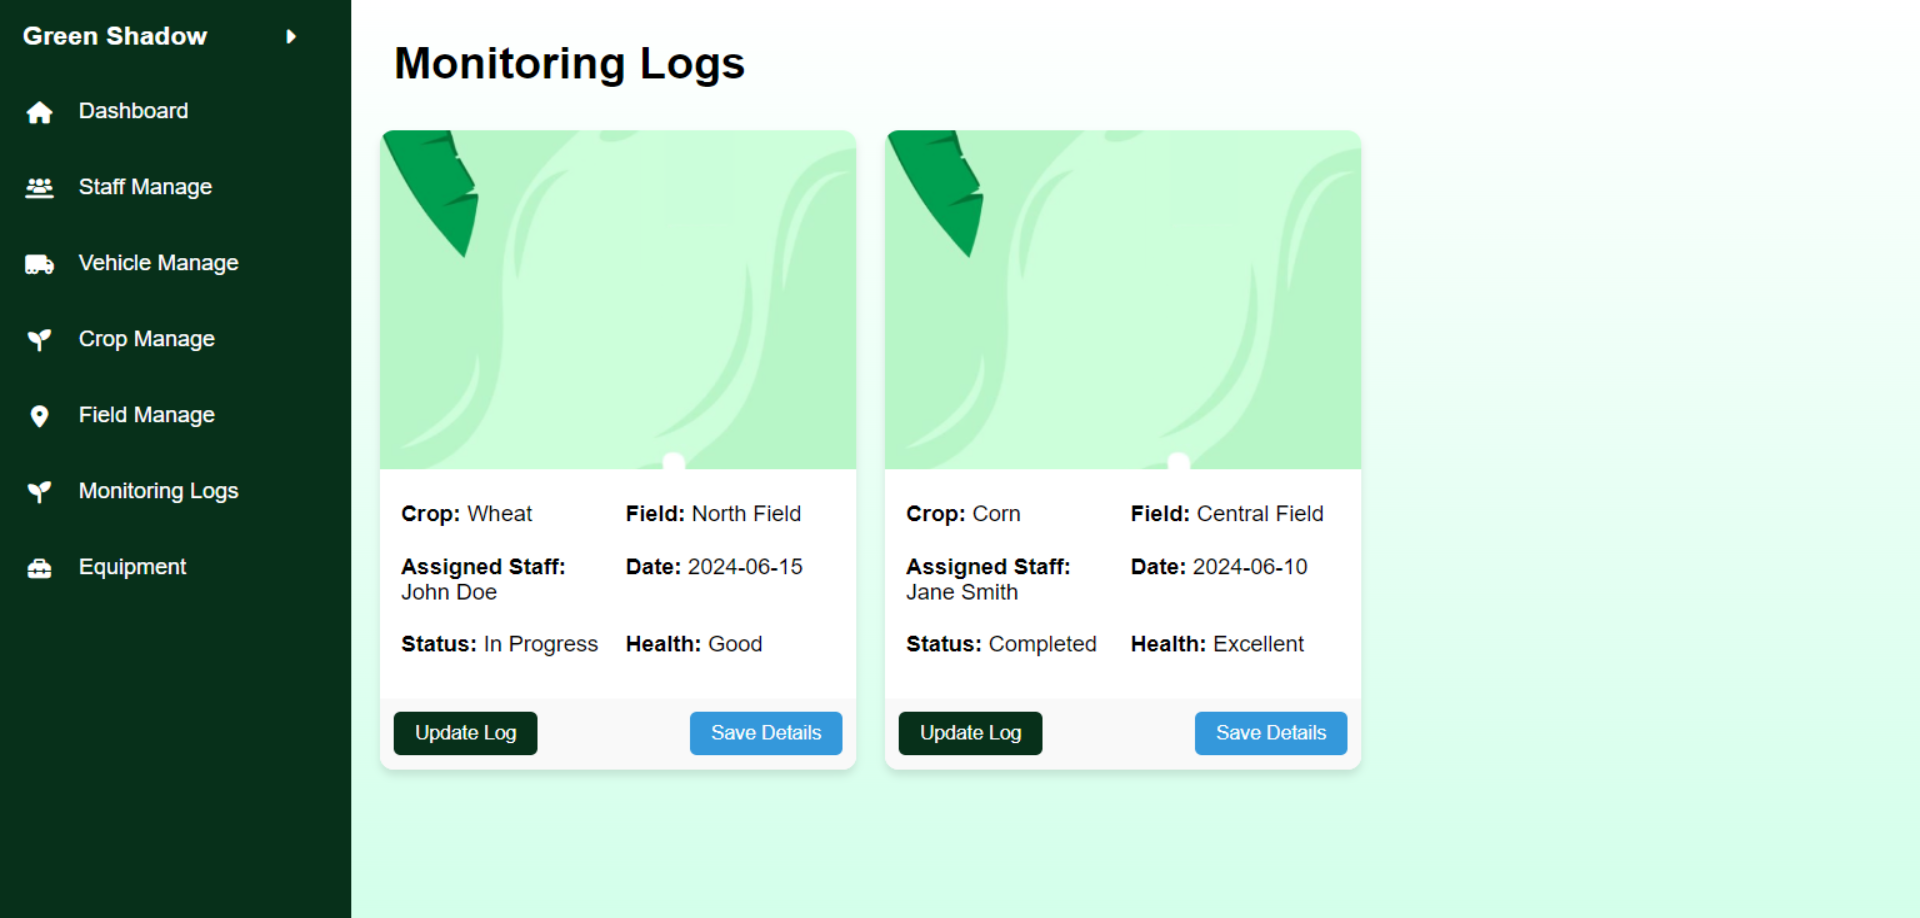 Green Shadow
Dashboard
Staff Manage
Vehicle Manage
Crop Manage
Field Manage
Monitoring Logs
Equipment
Monitoring Logs
Crop: Wheat
Field: North Field
Assigned Staff:
John Doe
Date: 2024-06-15
Status: In Progress
Health: Good
Update Log
Save Details
Crop: Corn
Field: Central Field
Assigned Staff:
Jane Smith
Date: 2024-06-10
Status: Completed
Health: Excellent
Update Log
Save Details